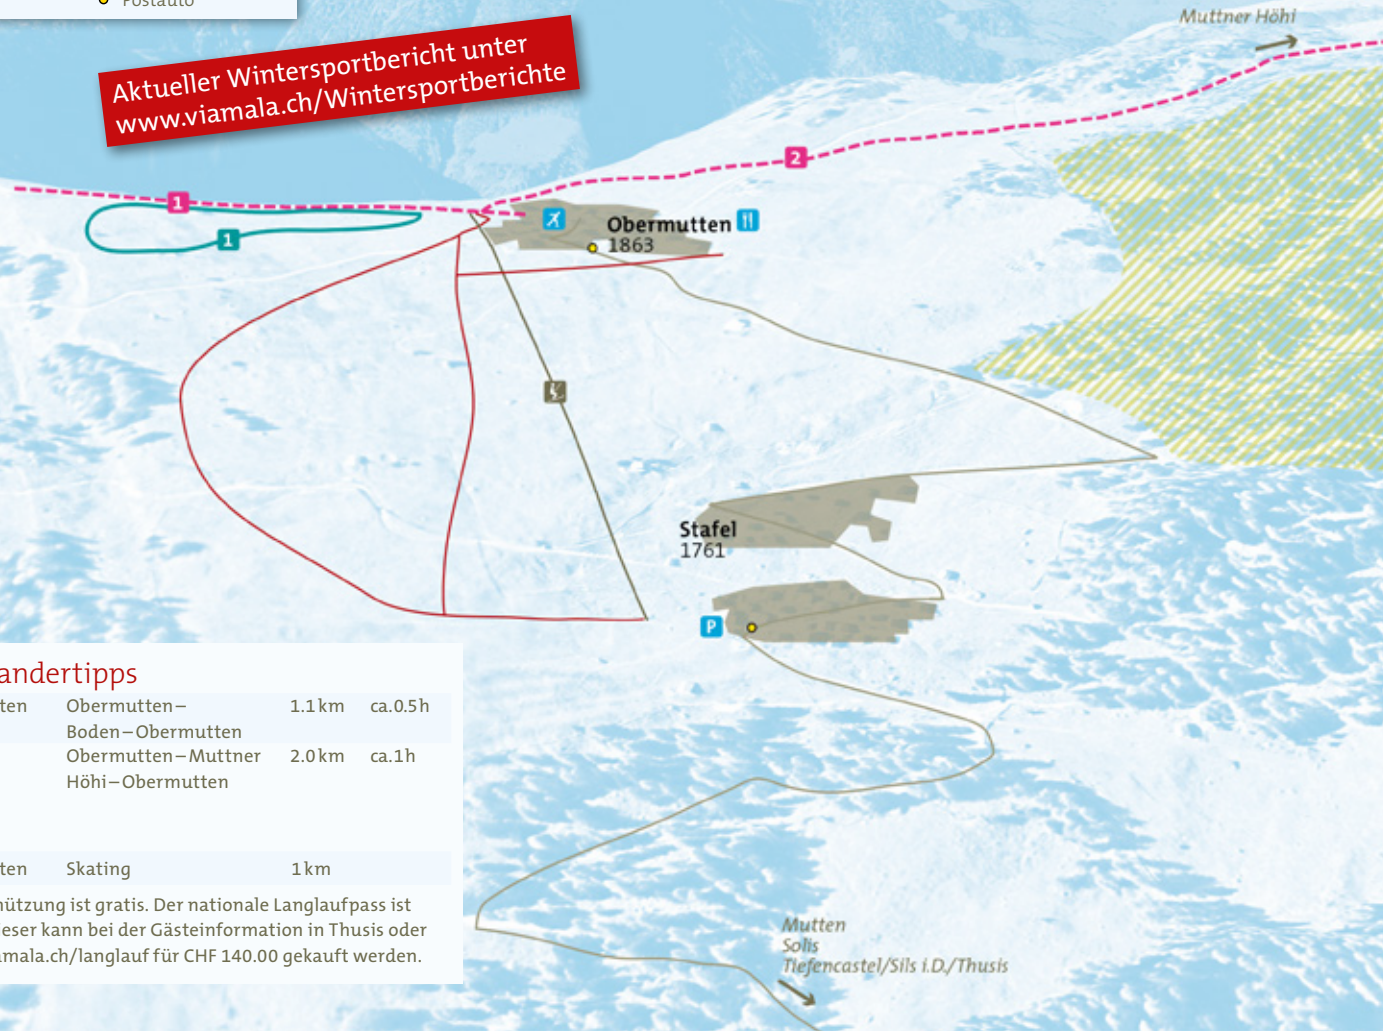 Postauto
Muttner Höhi
Aktueller Wintersportbericht unter
www.viamala.ch/Wintersportberichte
2
1
1
Obermutten
1863
Stafel
1761
P
andertipps
ten Obermutten– 1.1 km ca. 0.5 h
Boden–Obermutten
Obermutten–Muttner 2.0 km ca. 1 h
Höhi–Obermutten
ten Skating 1 km
nützung ist gratis. Der nationale Langlaufpass ist
ieser kann bei der Gästeinformation in Thusis oder
amala.ch/langlauf für CHF 140.00 gekauft werden.
Mutten
Solis
Tiefencastel/Sils i.D./Thusis